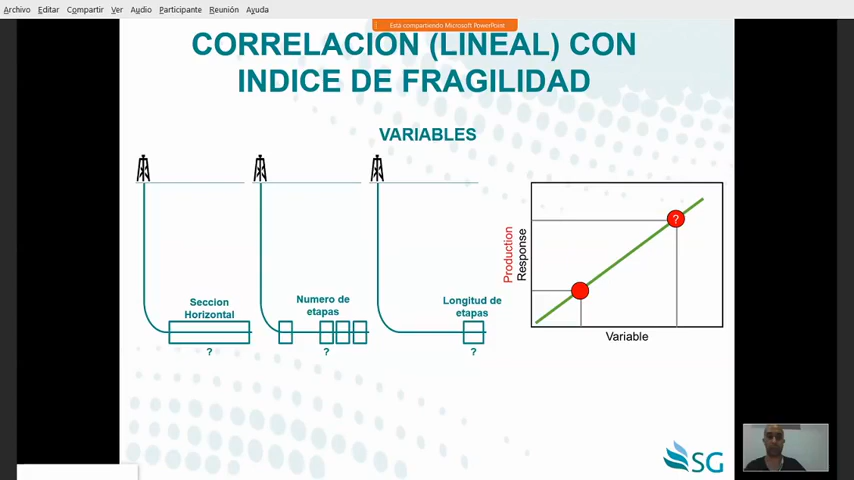 Archivo Editar Compartir Ver Audio Participante Reunión Ayuda
Está compartiendo Microsoft PowerPoint
CORRELACION (LINEAL) CON
INDICE DE FRAGILIDAD
VARIABLES
Seccion
Horizontal
?
Numero de
etapas
?
Longitud de
etapas
?
Production
Response
?
Variable
SG